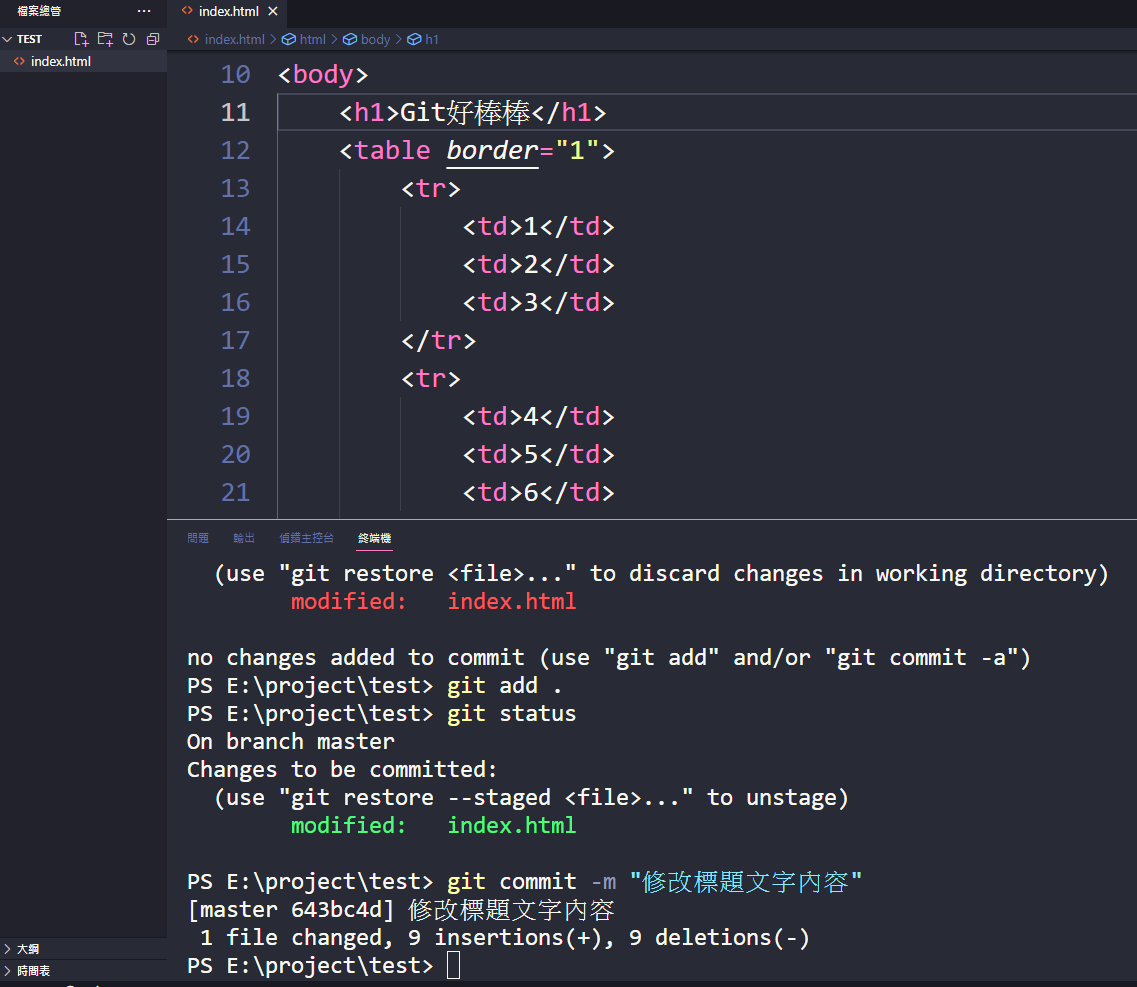 檔案總管 ···
index.html ×
TEST
index.html > html > body > h1
index.html
10 <body>
11 <h1>Git好棒棒</h1>
12 <table border="1">
13 <tr>
14 <td>1</td>
15 <td>2</td>
16 <td>3</td>
17 </tr>
18 <tr>
19 <td>4</td>
20 <td>5</td>
21 <td>6</td>
問題 輸出 偵錯主控台 終端機
(use "git restore <file>..." to discard changes in working directory)
modified: index.html
no changes added to commit (use "git add" and/or "git commit -a")
PS E:\project\test> git add .
PS E:\project\test> git status
On branch master
Changes to be committed:
(use "git restore --staged <file>..." to unstage)
modified: index.html
PS E:\project\test> git commit -m "修改標題文字內容"
[master 643bc4d] 修改標題文字內容
1 file changed, 9 insertions(+), 9 deletions(-)
PS E:\project\test>
大綱
時間表